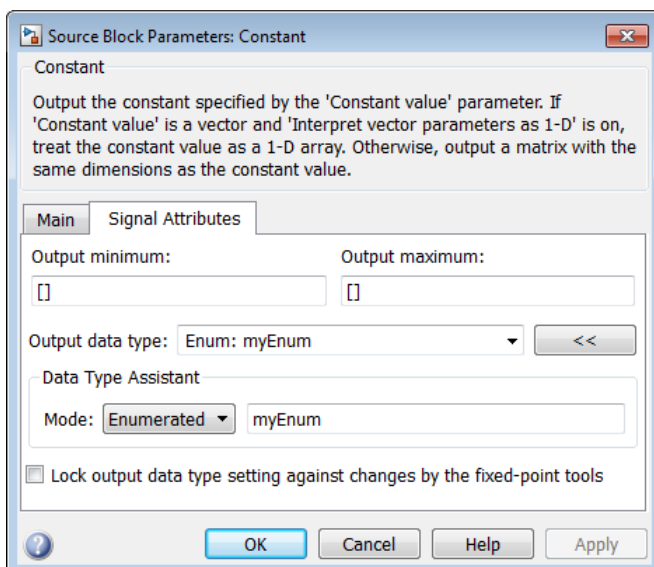 Source Block Parameters: Constant
Constant
Output the constant specified by the 'Constant value' parameter. If
'Constant value' is a vector and 'Interpret vector parameters as 1-D' is on,
treat the constant value as a 1-D array. Otherwise, output a matrix with the
same dimensions as the constant value.
Main Signal Attributes
Output minimum: Output maximum:
[] []
Output data type: Enum: myEnum <<
Data Type Assistant
Mode: Enumerated myEnum
Lock output data type setting against changes by the fixed-point tools
? OK Cancel Help Apply